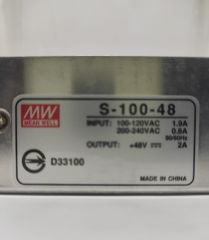 MW
MEAN WELL
S-100-48
INPUT: 100-120VAC 1.9A
200-240VAC 0.8A
50/60Hz
OUTPUT: +48V ⎓ 2A
D33100
MADE IN CHINA